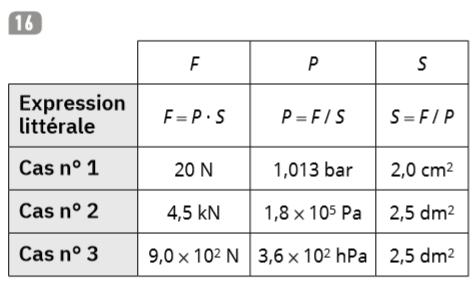 16
F P S
Expression
littérale F = P · S P = F / S S = F / P
Cas n° 1 20 N 1,013 bar 2,0 cm²
Cas n° 2 4,5 kN 1,8 × 10⁵ Pa 2,5 dm²
Cas n° 3 9,0 × 10² N 3,6 × 10² hPa 2,5 dm²